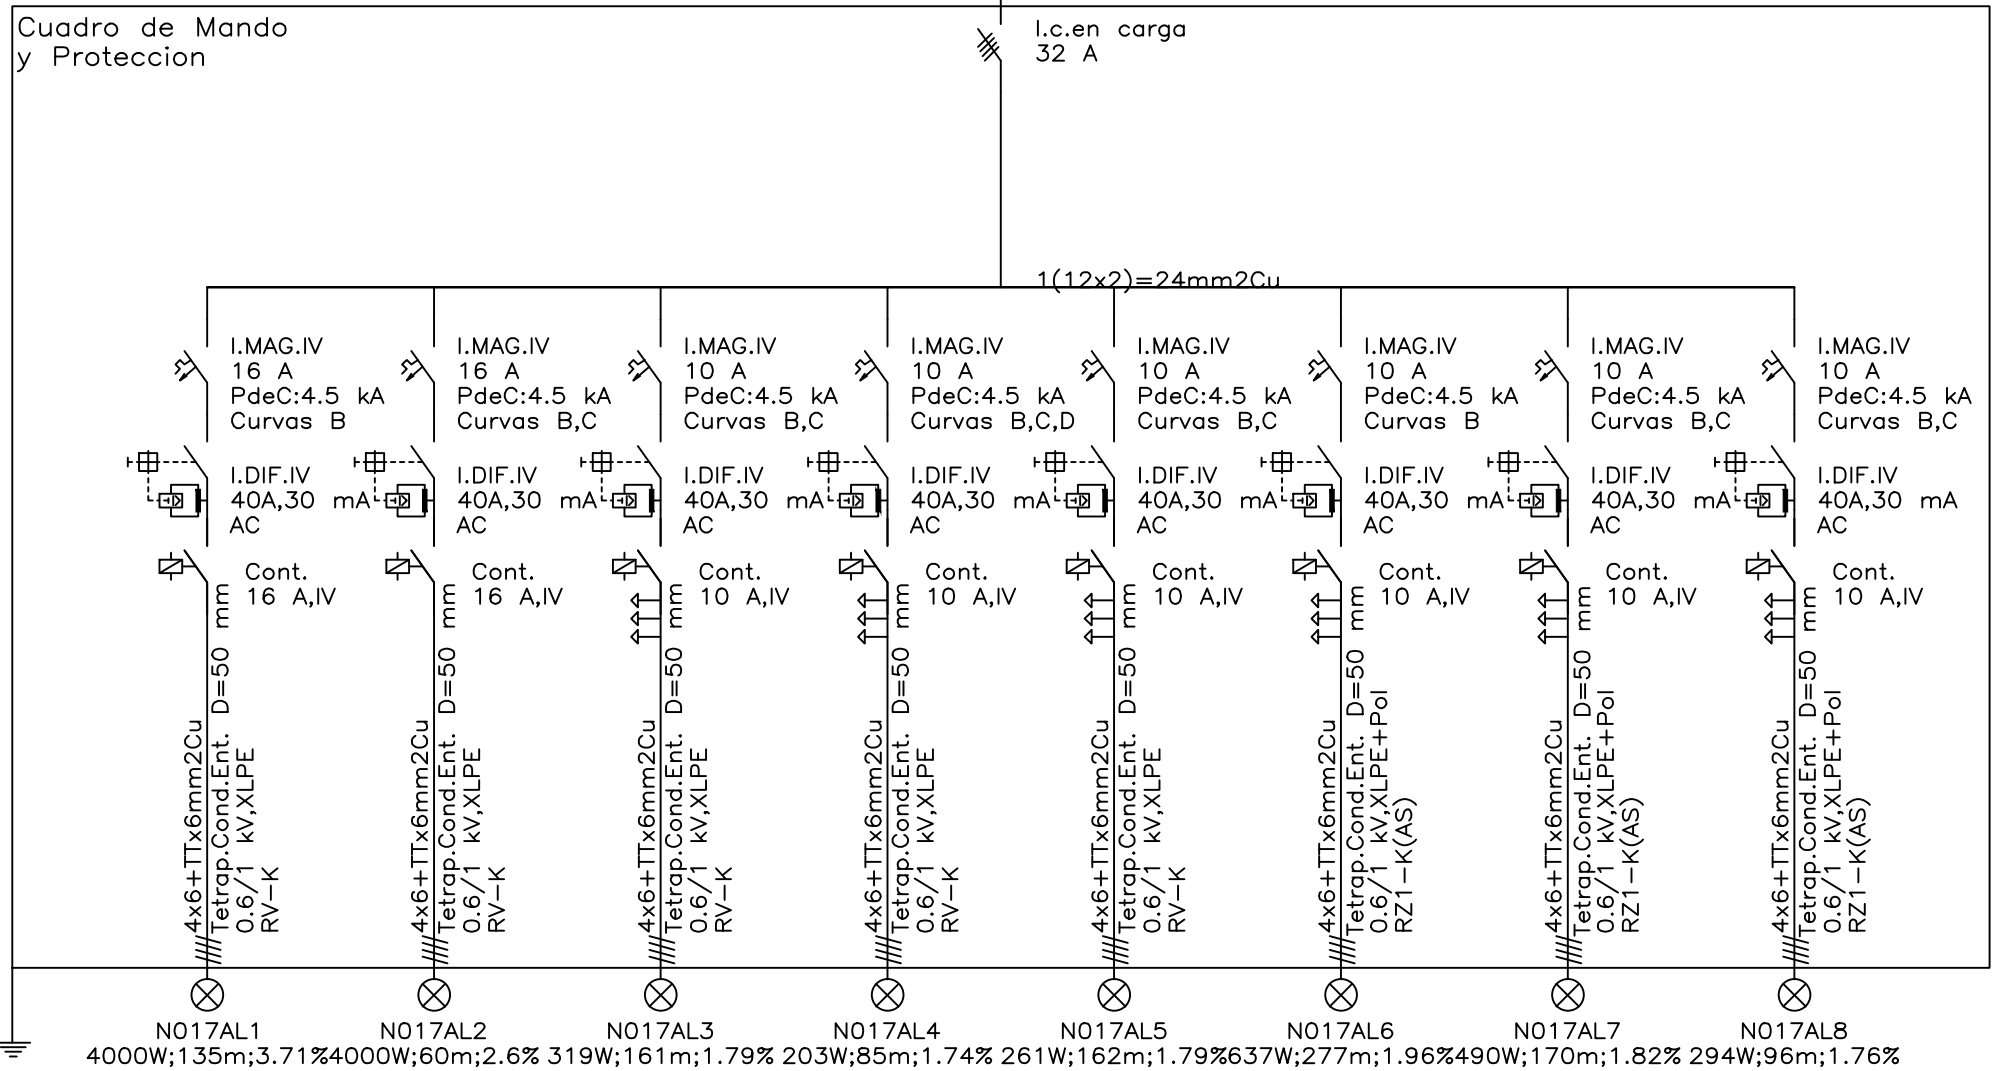 Cuadro de Mando
y Proteccion
I.c.en carga
32 A
1(12x2)=24mm2Cu
I.MAG.IV
16 A
PdeC:4.5 kA
Curvas B
I.DIF.IV
40A,30 mA
AC
Cont.
16 A,IV
4x6+TTx6mm2Cu
Tetrap.Cond.Ent. D=50 mm
0.6/1 kV,XLPE
RV-K
N017AL1
4000W;135m;3.71%
I.MAG.IV
16 A
PdeC:4.5 kA
Curvas B,C
I.DIF.IV
40A,30 mA
AC
Cont.
16 A,IV
4x6+TTx6mm2Cu
Tetrap.Cond.Ent. D=50 mm
0.6/1 kV,XLPE
RV-K
N017AL2
4000W;60m;2.6%
I.MAG.IV
10 A
PdeC:4.5 kA
Curvas B,C
I.DIF.IV
40A,30 mA
AC
Cont.
10 A,IV
4x6+TTx6mm2Cu
Tetrap.Cond.Ent. D=50 mm
0.6/1 kV,XLPE
RV-K
N017AL3
319W;161m;1.79%
I.MAG.IV
10 A
PdeC:4.5 kA
Curvas B,C,D
I.DIF.IV
40A,30 mA
AC
Cont.
10 A,IV
4x6+TTx6mm2Cu
Tetrap.Cond.Ent. D=50 mm
0.6/1 kV,XLPE
RV-K
N017AL4
203W;85m;1.74%
I.MAG.IV
10 A
PdeC:4.5 kA
Curvas B,C
I.DIF.IV
40A,30 mA
AC
Cont.
10 A,IV
4x6+TTx6mm2Cu
Tetrap.Cond.Ent. D=50 mm
0.6/1 kV,XLPE
RV-K
N017AL5
261W;162m;1.79%
I.MAG.IV
10 A
PdeC:4.5 kA
Curvas B
I.DIF.IV
40A,30 mA
AC
Cont.
10 A,IV
4x6+TTx6mm2Cu
Tetrap.Cond.Ent. D=50 mm
0.6/1 kV,XLPE+Pol
RZ1-K(AS)
N017AL6
637W;277m;1.96%
I.MAG.IV
10 A
PdeC:4.5 kA
Curvas B,C
I.DIF.IV
40A,30 mA
AC
Cont.
10 A,IV
4x6+TTx6mm2Cu
Tetrap.Cond.Ent. D=50 mm
0.6/1 kV,XLPE+Pol
RZ1-K(AS)
N017AL7
490W;170m;1.82%
I.MAG.IV
10 A
PdeC:4.5 kA
Curvas B,C
I.DIF.IV
40A,30 mA
AC
Cont.
10 A,IV
4x6+TTx6mm2Cu
Tetrap.Cond.Ent. D=50 mm
0.6/1 kV,XLPE+Pol
RZ1-K(AS)
N017AL8
294W;96m;1.76%